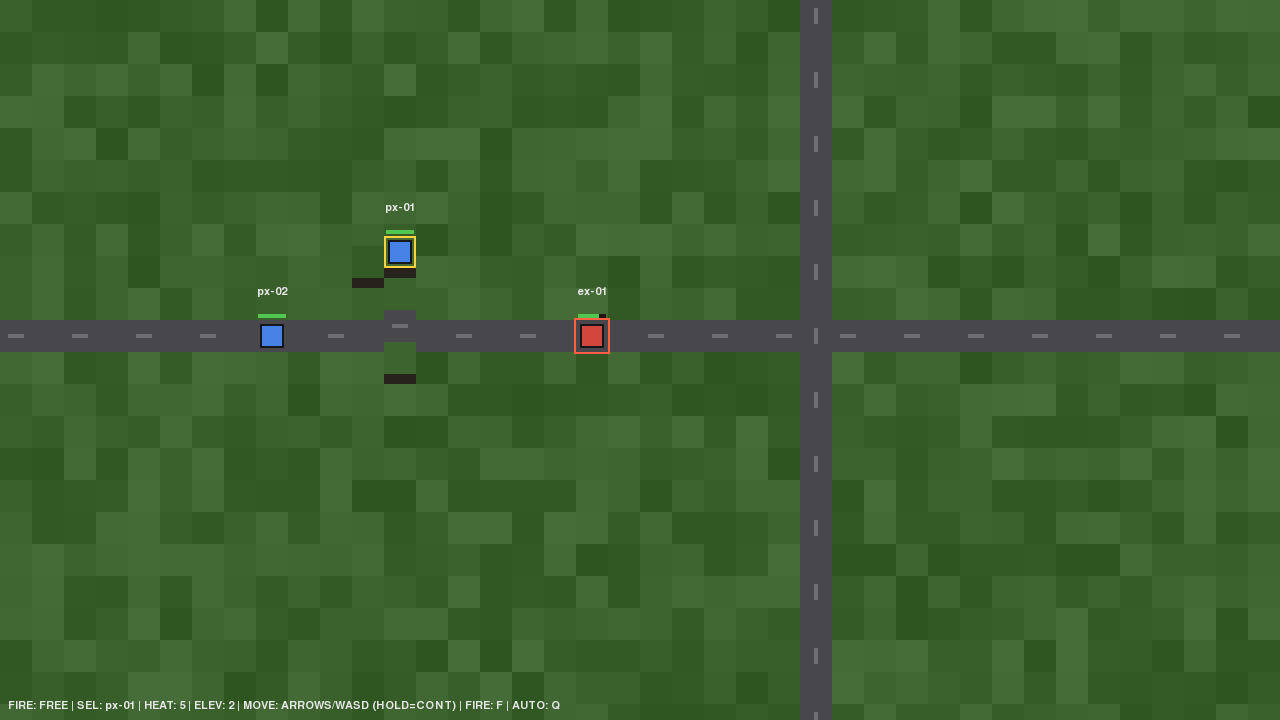 px-01
px-02
ex-01
FIRE: FREE | SEL: px-01 | HEAT: 5 | ELEV: 2 | MOVE: ARROWS/WASD (HOLD=CONT) | FIRE: F | AUTO: Q